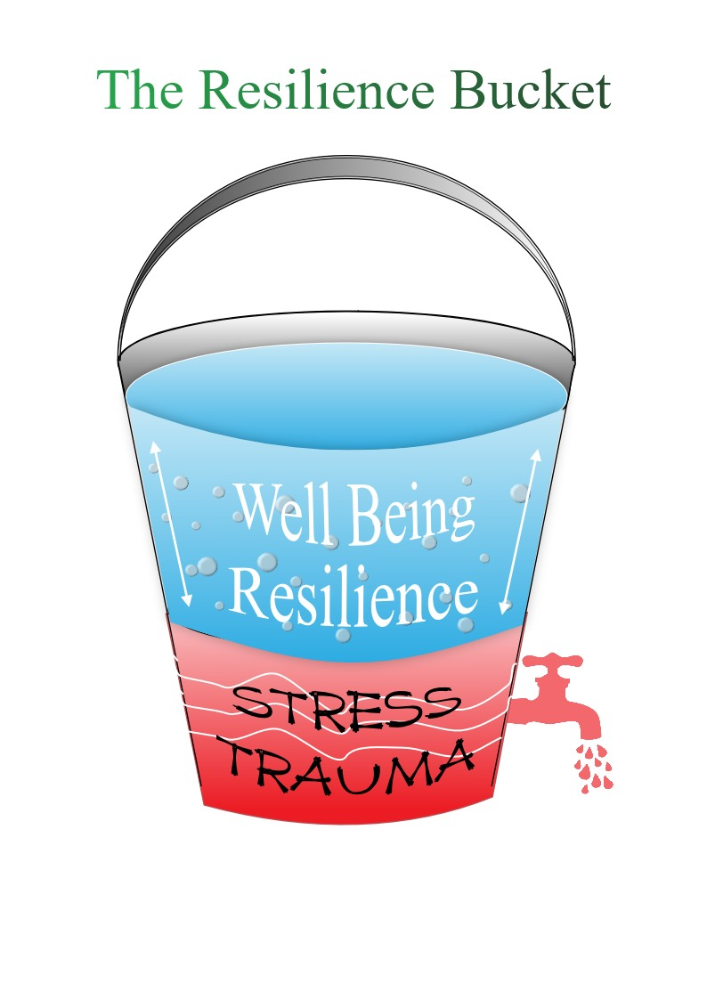 The Resilience Bucket
Well Being
Resilience
STRESS
TRAUMA